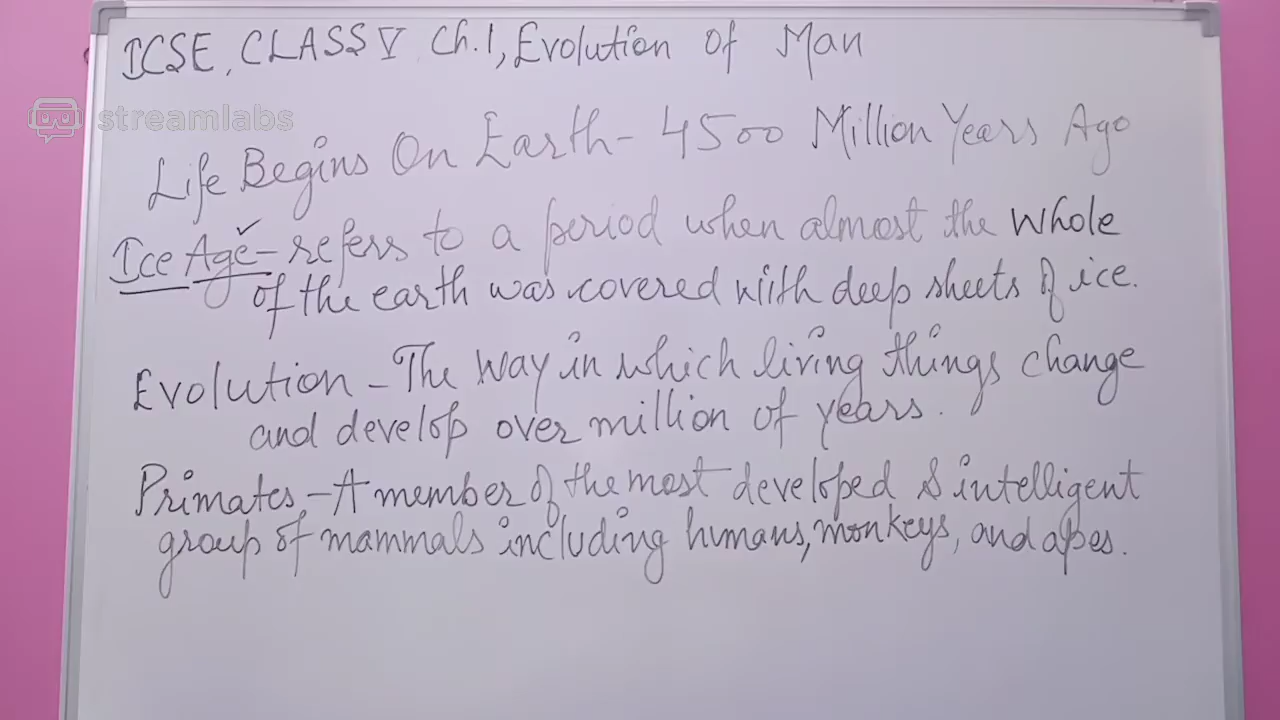 ICSE, CLASS V Ch.1, Evolution of Man
streamlabs
Life Begins On Earth - 4500 Million Years Ago
Ice Age - refers to a period when almost the whole
of the earth was covered with deep sheets of ice.
Evolution - The way in which living things change
and develop over million of years.
Primates - A member of the most developed & intelligent
group of mammals including humans, monkeys, and apes.